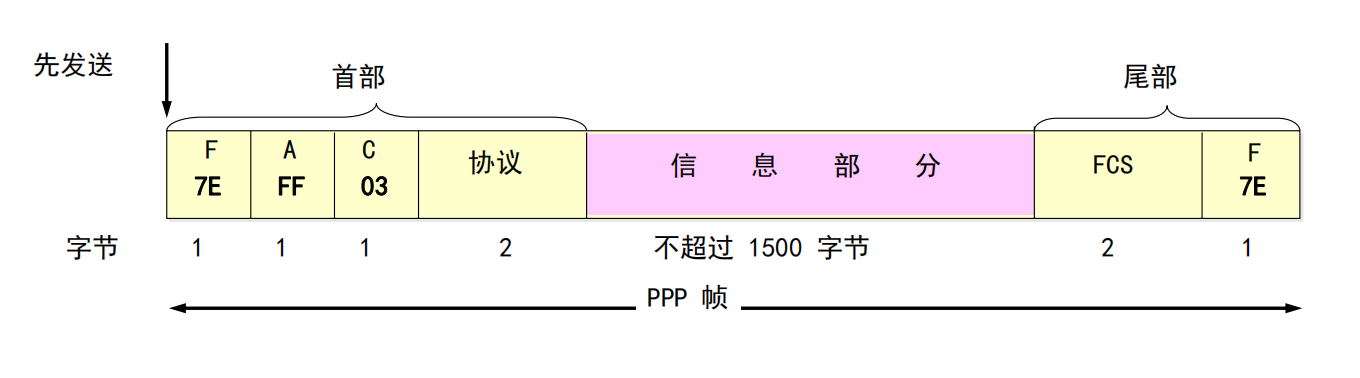 先发送
首部
尾部
F A C 协议 信息部分 FCS F
7E FF 03 7E
字节 1 1 1 2 不超过 1500 字节 2 1
PPP 帧